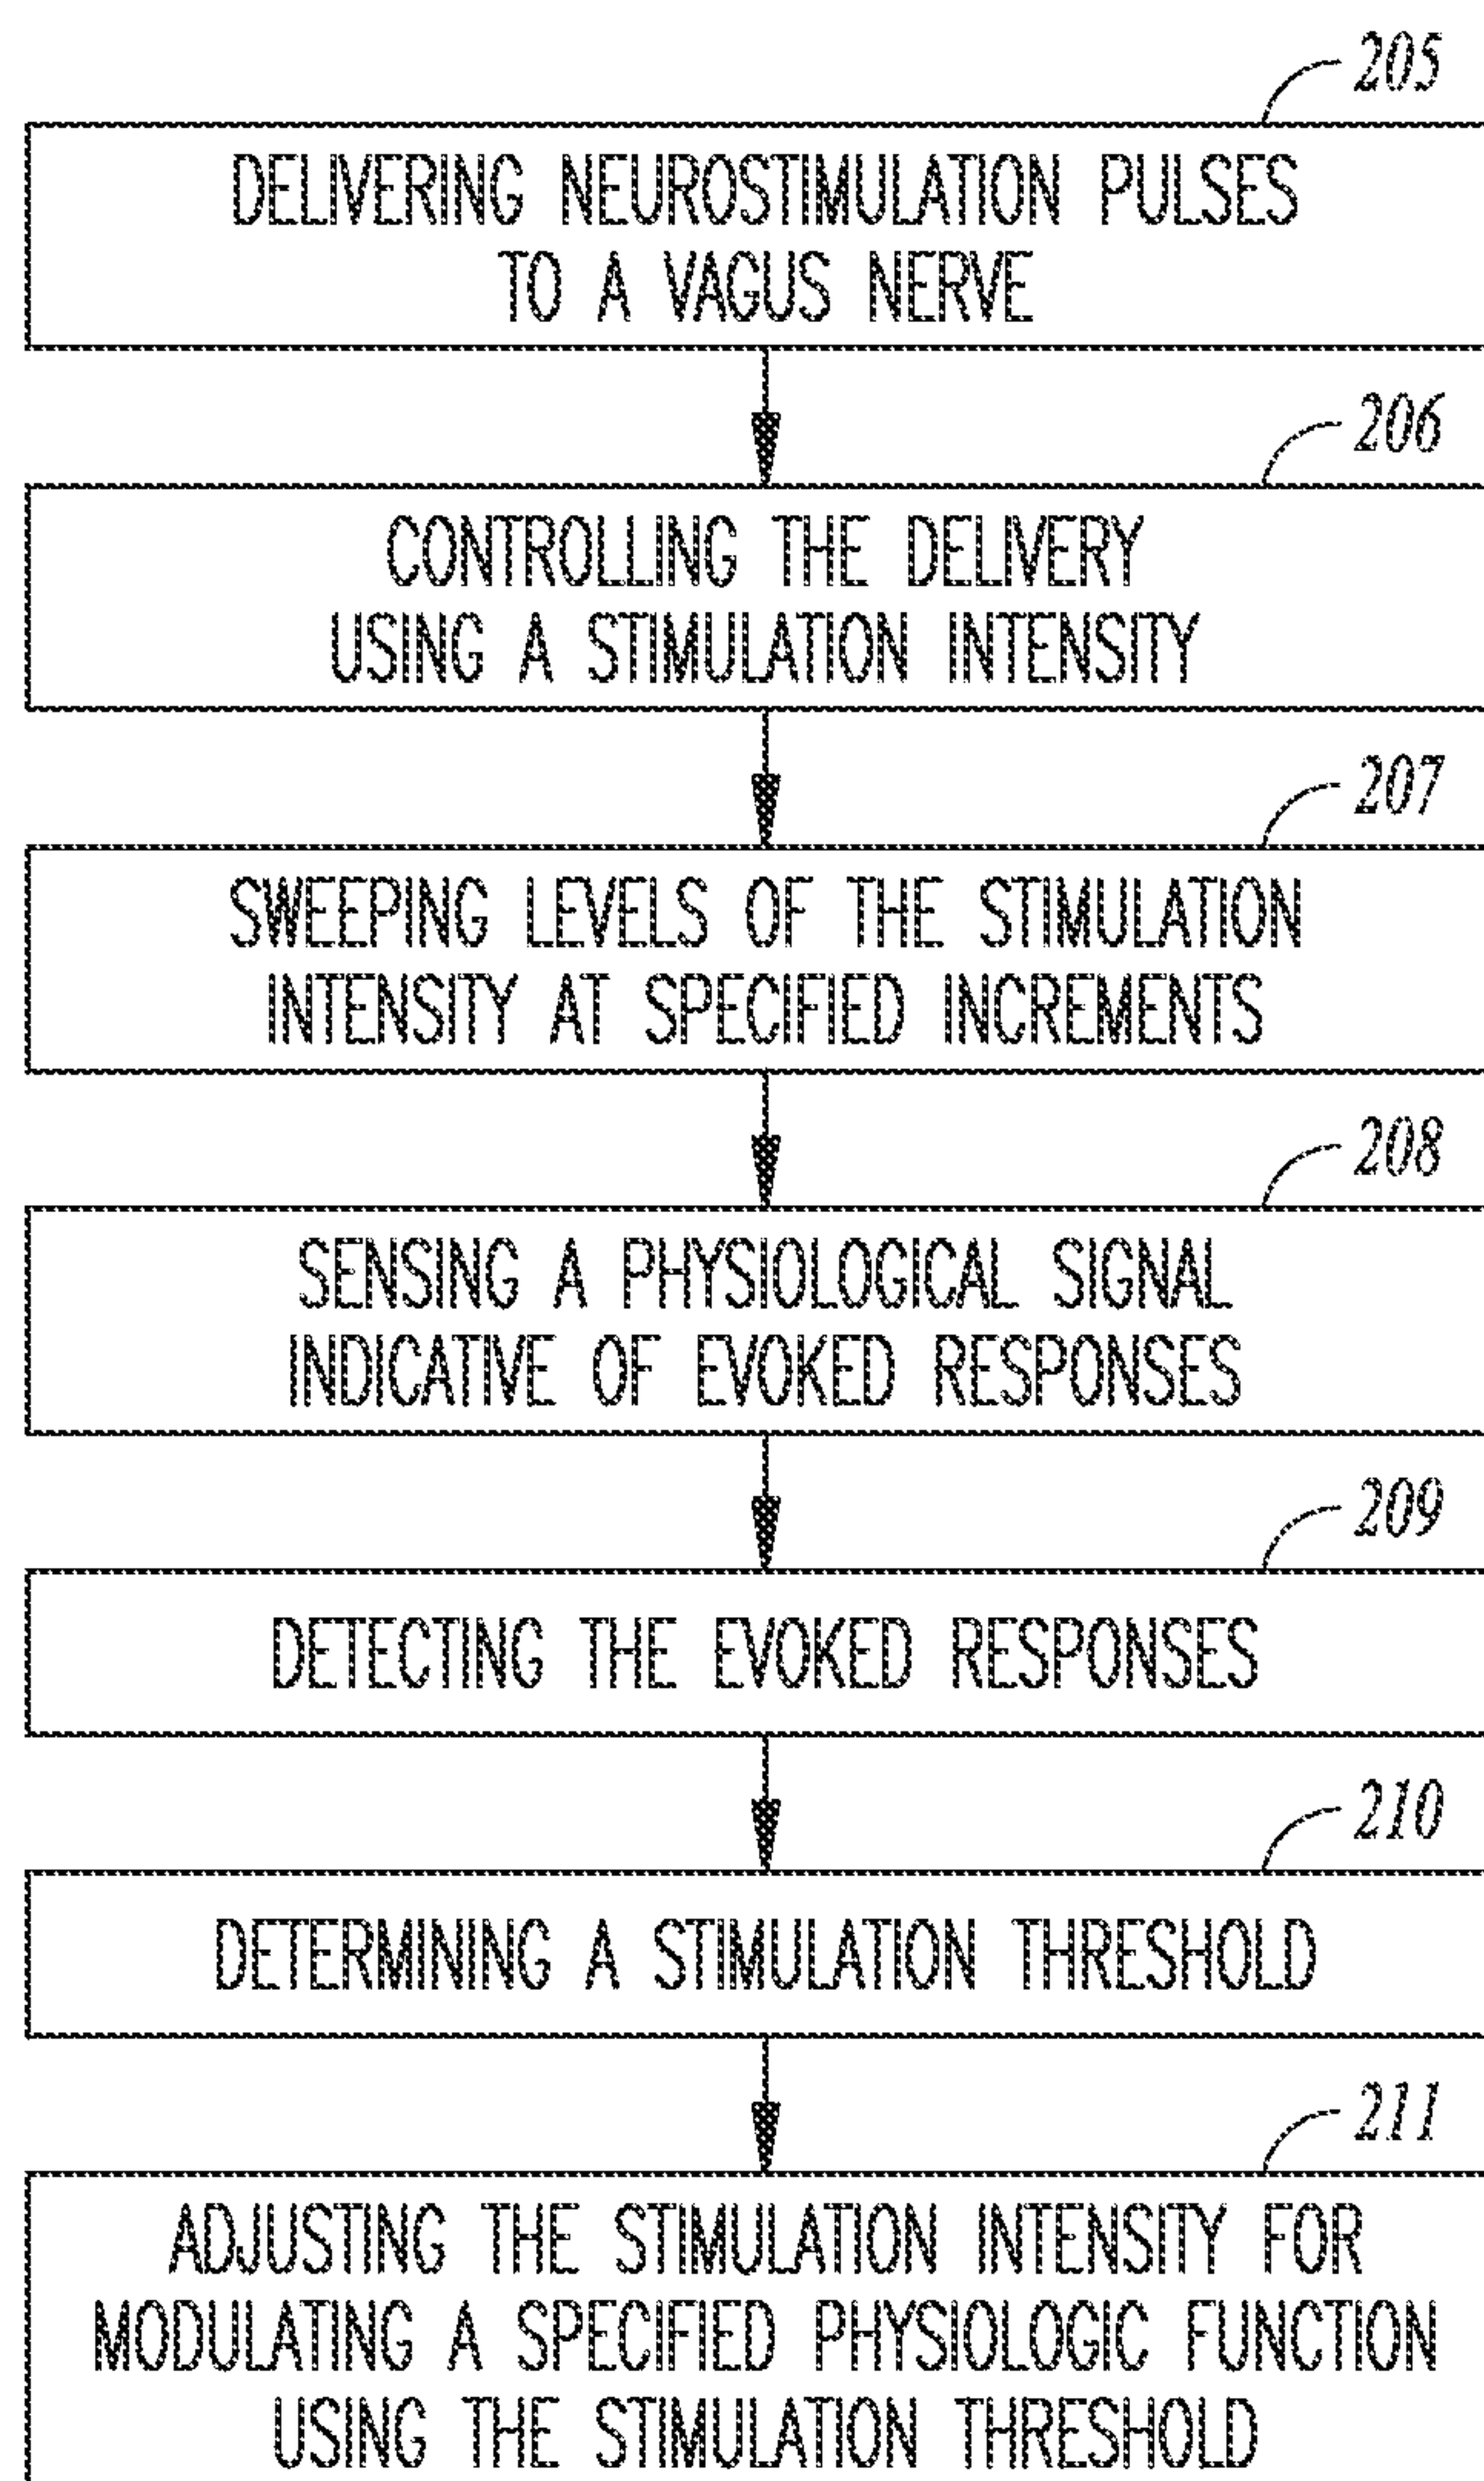 205
DELIVERING NEUROSTIMULATION PULSES
TO A VAGUS NERVE
206
CONTROLLING THE DELIVERY
USING A STIMULATION INTENSITY
207
SWEEPING LEVELS OF THE STIMULATION
INTENSITY AT SPECIFIED INCREMENTS
208
SENSING A PHYSIOLOGICAL SIGNAL
INDICATIVE OF EVOKED RESPONSES
209
DETECTING THE EVOKED RESPONSES
210
DETERMINING A STIMULATION THRESHOLD
211
ADJUSTING THE STIMULATION INTENSITY FOR
MODULATING A SPECIFIED PHYSIOLOGIC FUNCTION
USING THE STIMULATION THRESHOLD